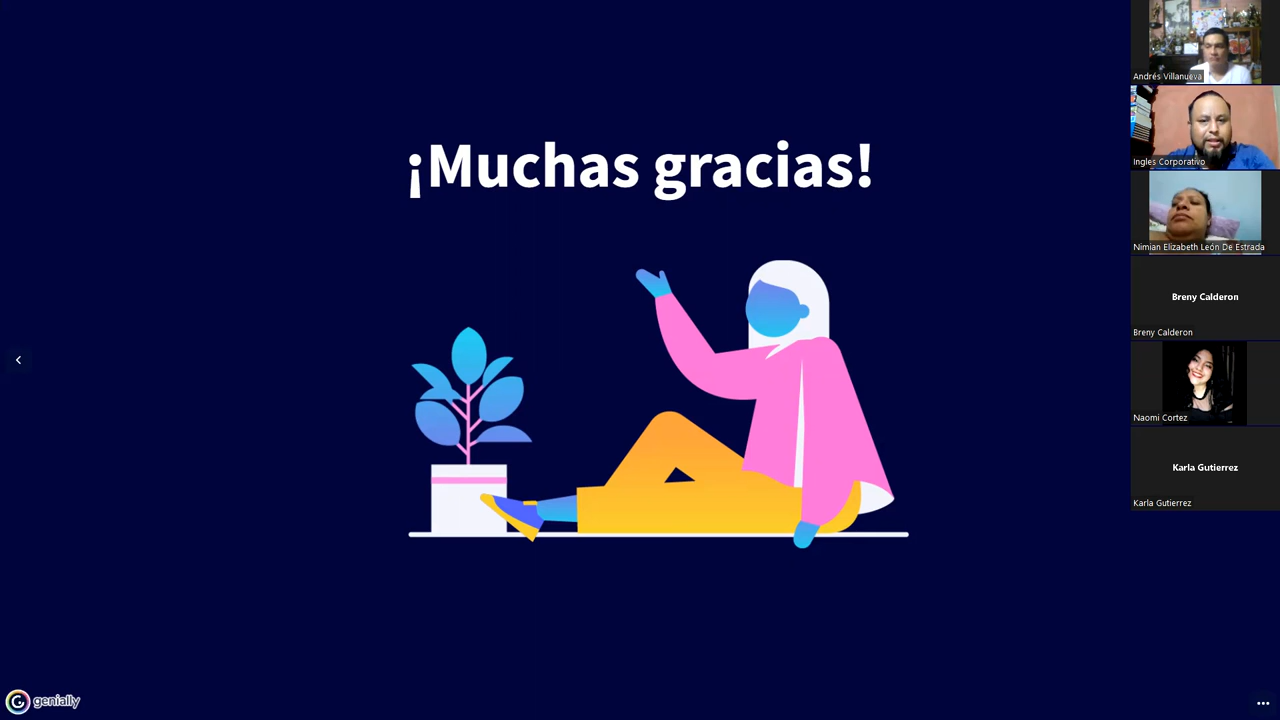 ¡Muchas gracias!
genially
Andrés Villanueva
Ingles Corporativo
Nimian Elizabeth León De Estrada
Breny Calderon
Breny Calderon
Naomi Cortez
Karla Gutierrez
Karla Gutierrez